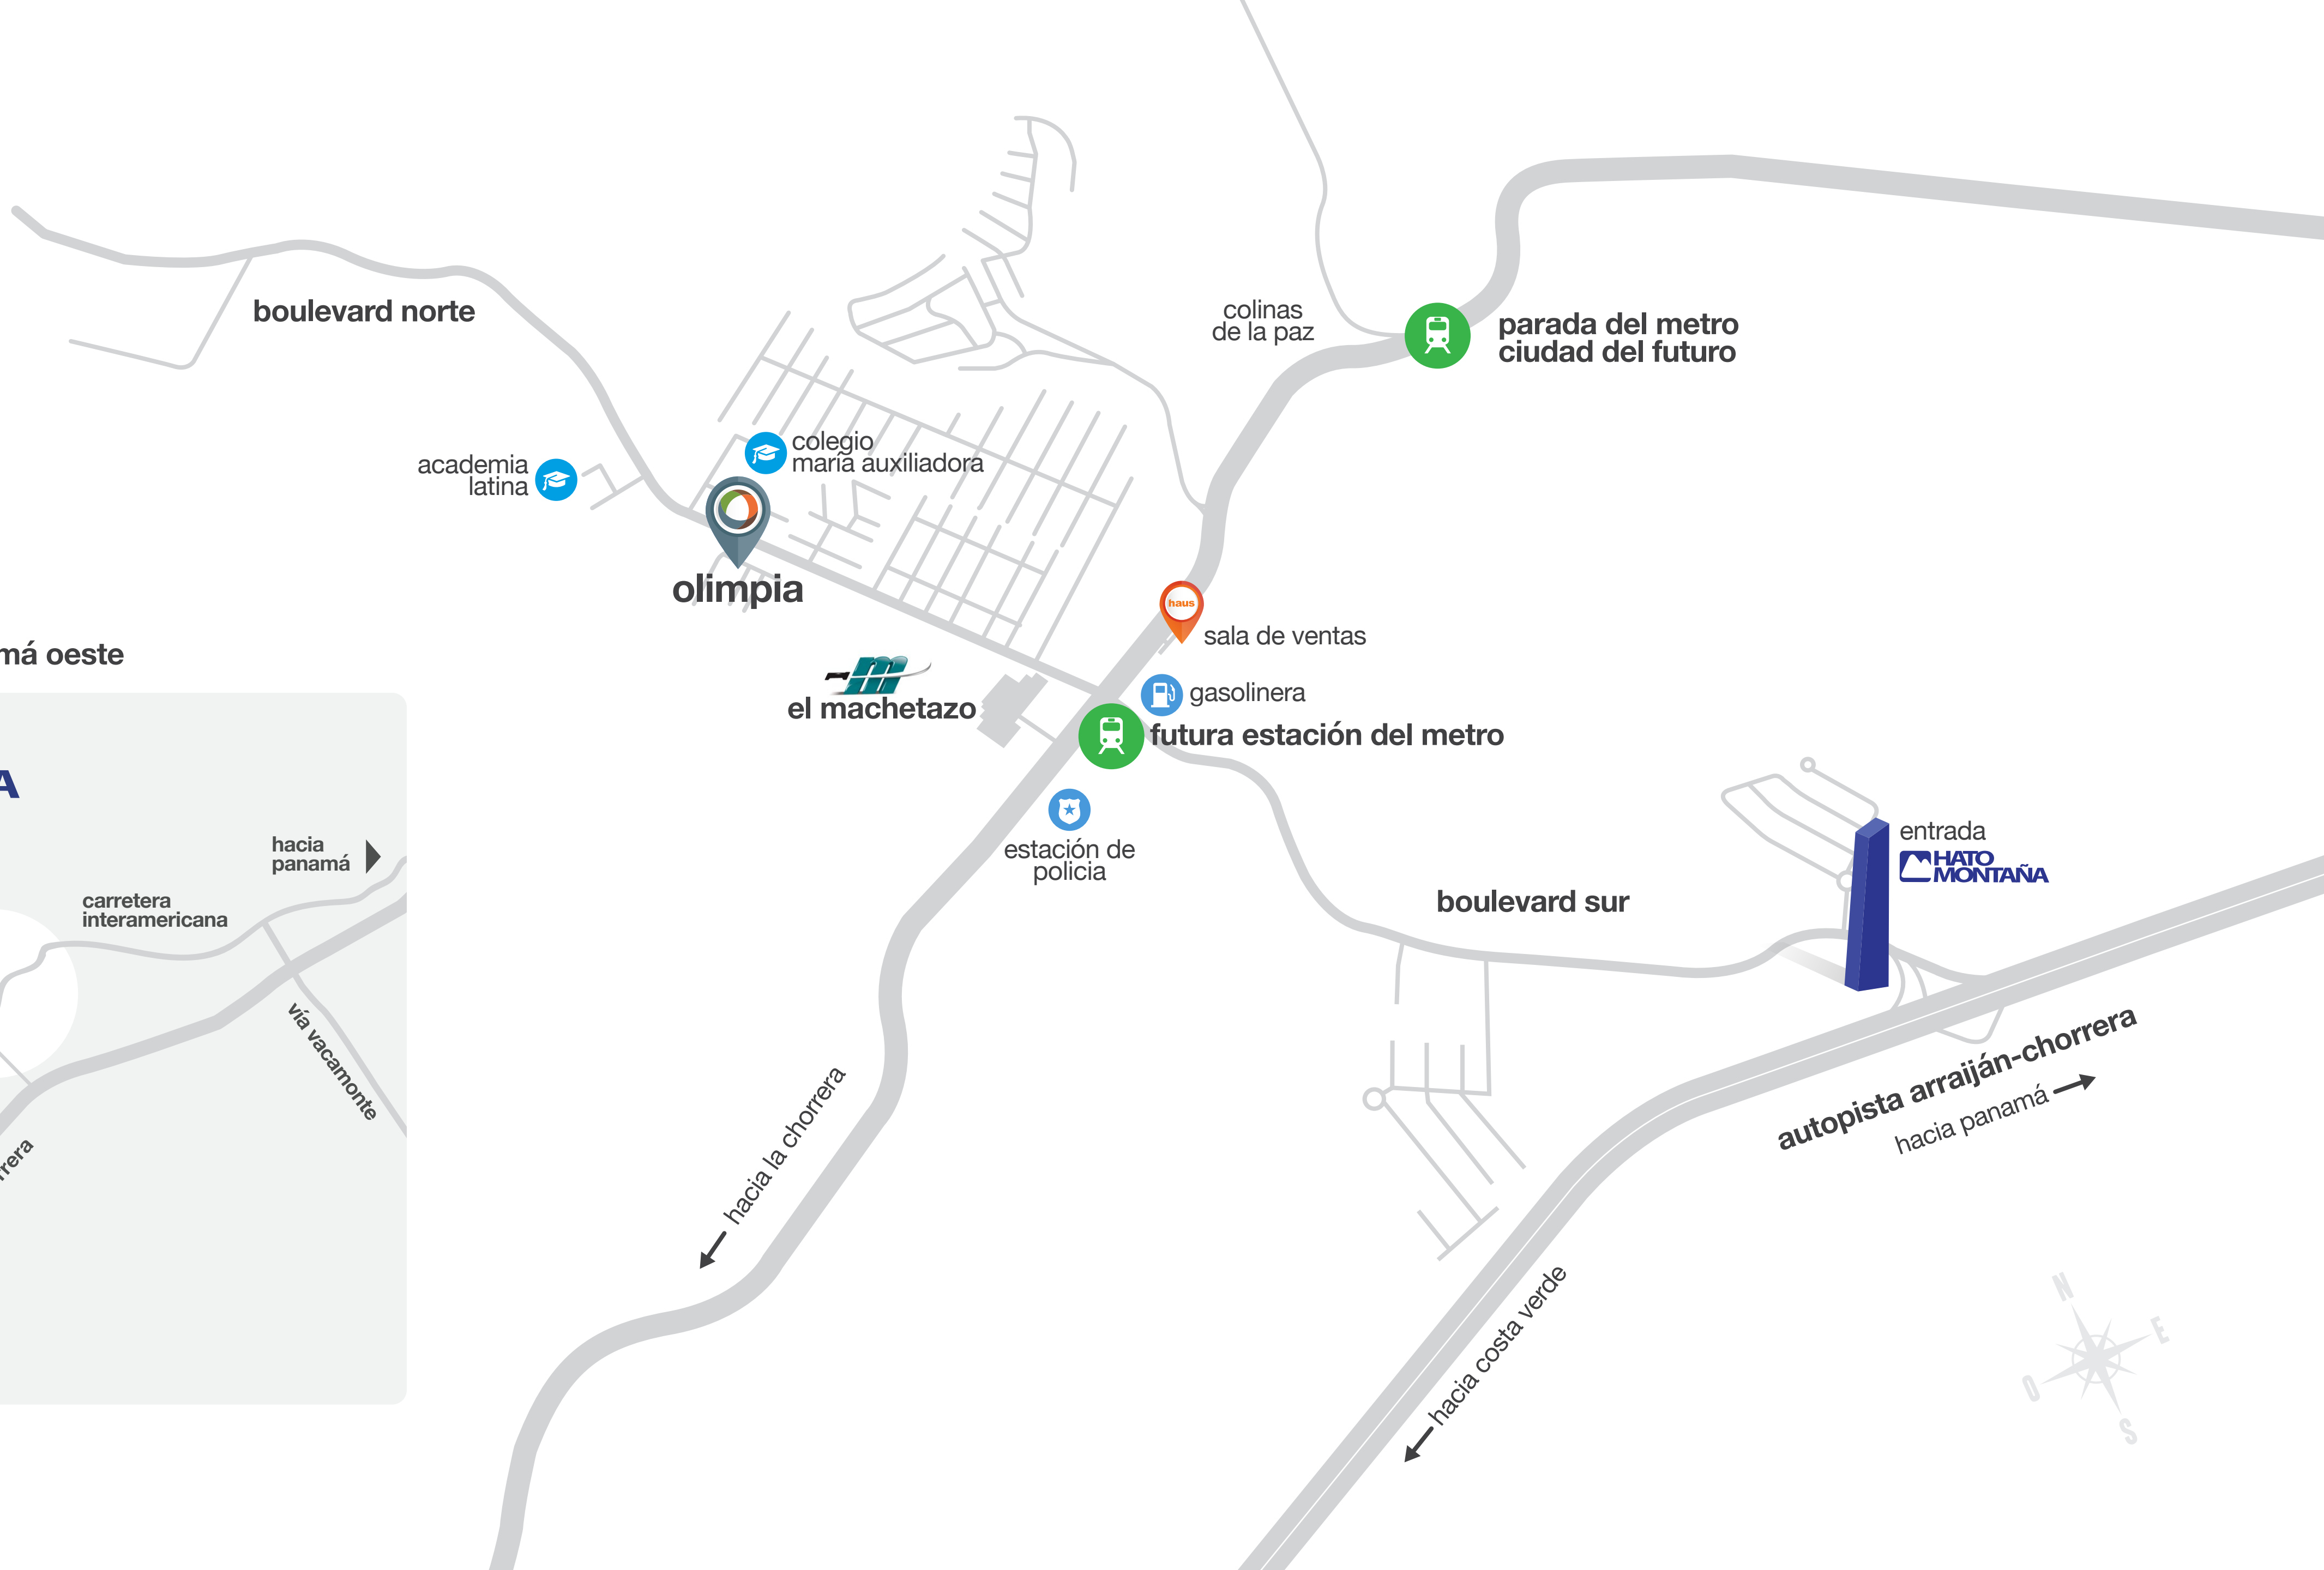 boulevard norte
colinas
de la paz
parada del metro
ciudad del futuro
academia
latina
colegio
maría auxiliadora
olimpia
haus
sala de ventas
má oeste
el machetazo
gasolinera
futura estación del metro
estación de
policia
A
hacia
panamá
carretera
interamericana
vía vacamonte
rrera
entrada
HATO
MONTAÑA
boulevard sur
hacia la chorrera
autopista arraiján-chorrera
hacia panamá
hacia costa verde
N
E
O
S